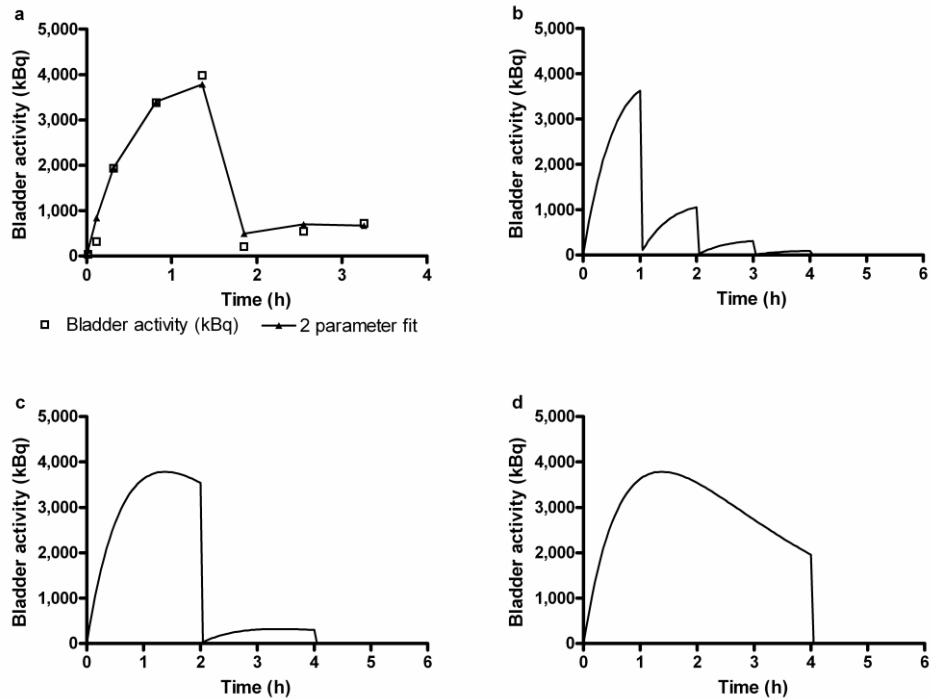 a
5,000
4,000
3,000
2,000
1,000
0
Bladder activity (kBq)
0 1 2 3 4
Time (h)
Bladder activity (kBq) 2 parameter fit
b
5,000
4,000
3,000
2,000
1,000
0
Bladder activity (kBq)
0 1 2 3 4 5 6
Time (h)
c
5,000
4,000
3,000
2,000
1,000
0
Bladder activity (kBq)
0 1 2 3 4 5 6
Time (h)
d
5,000
4,000
3,000
2,000
1,000
0
Bladder activity (kBq)
0 1 2 3 4 5 6
Time (h)